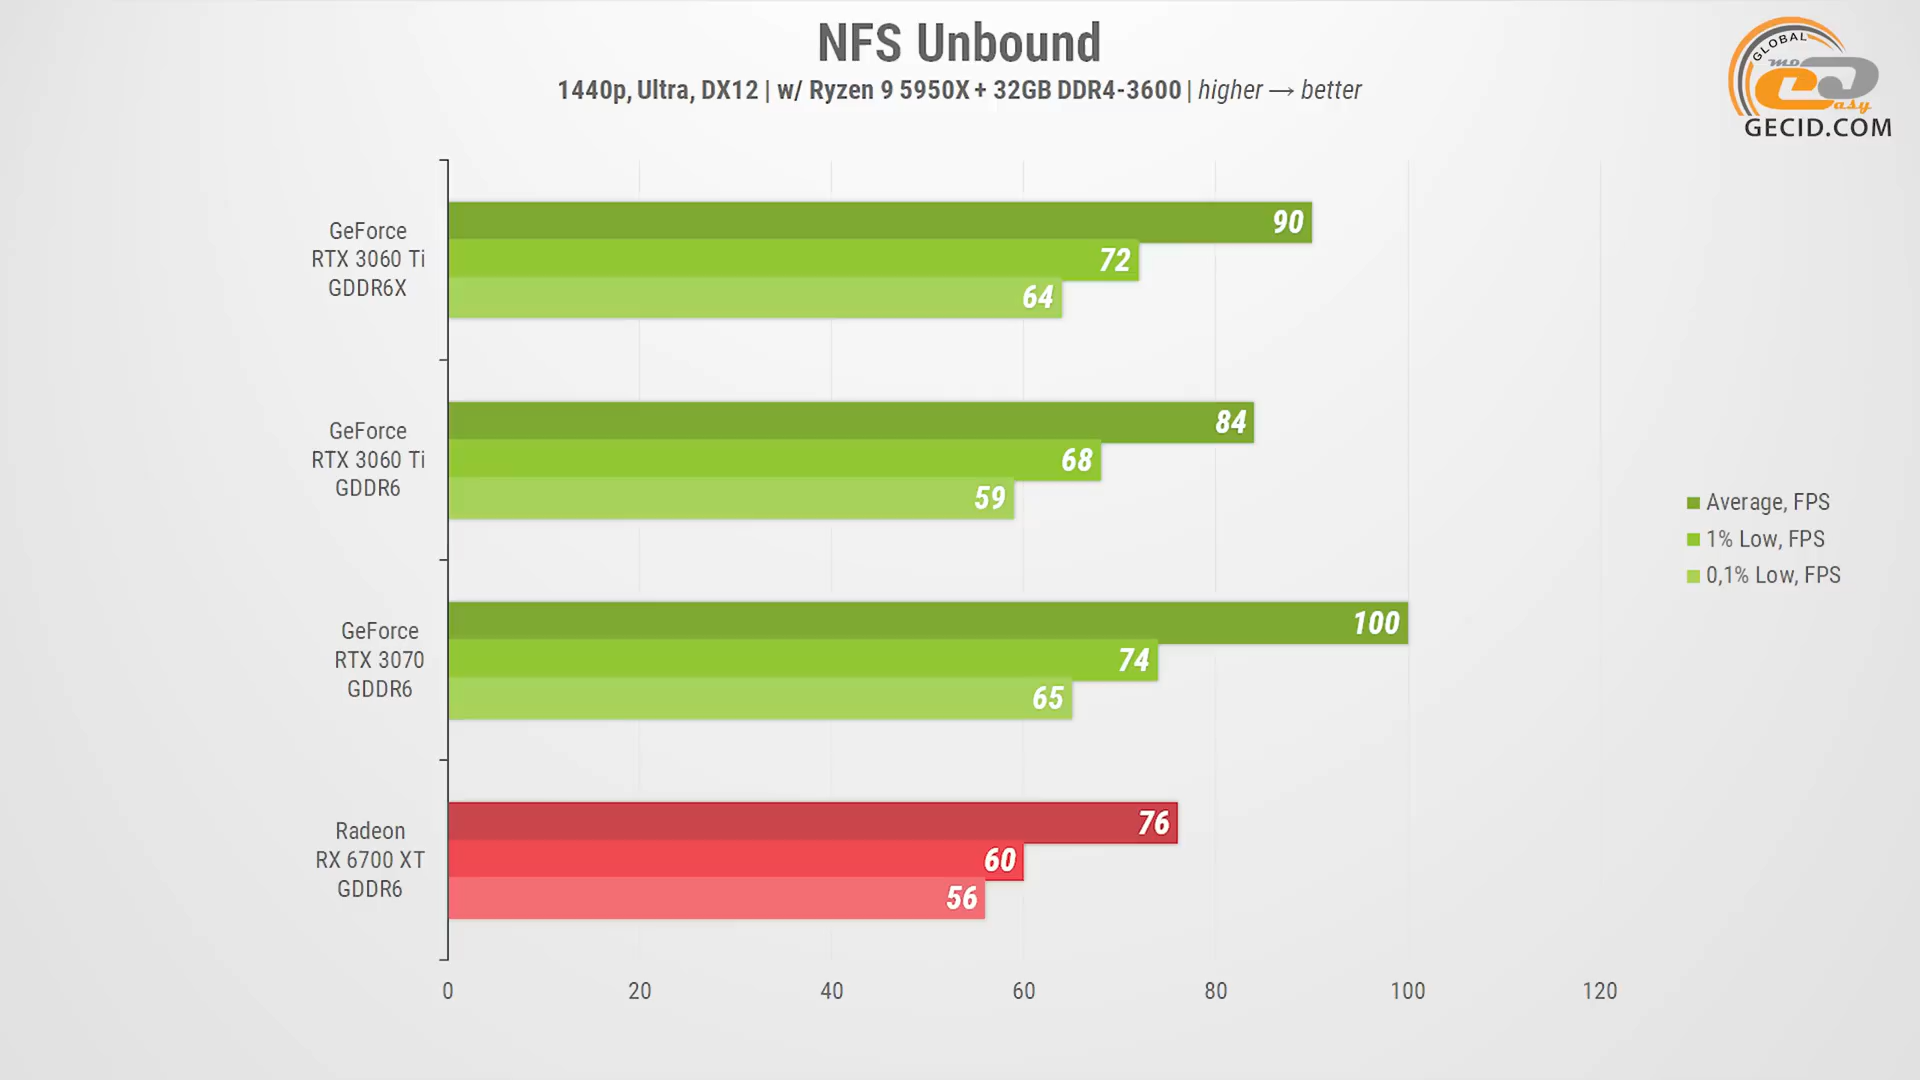 NFS Unbound
1440p, Ultra, DX12 | w/ Ryzen 9 5950X + 32GB DDR4-3600 | higher → better
GLOBAL
mo
easy
GECID.COM
GeForce
RTX 3060 Ti
GDDR6X
90
72
64
GeForce
RTX 3060 Ti
GDDR6
84
68
59
GeForce
RTX 3070
GDDR6
100
74
65
Radeon
RX 6700 XT
GDDR6
76
60
56
Average, FPS
1% Low, FPS
0,1% Low, FPS
0 20 40 60 80 100 120